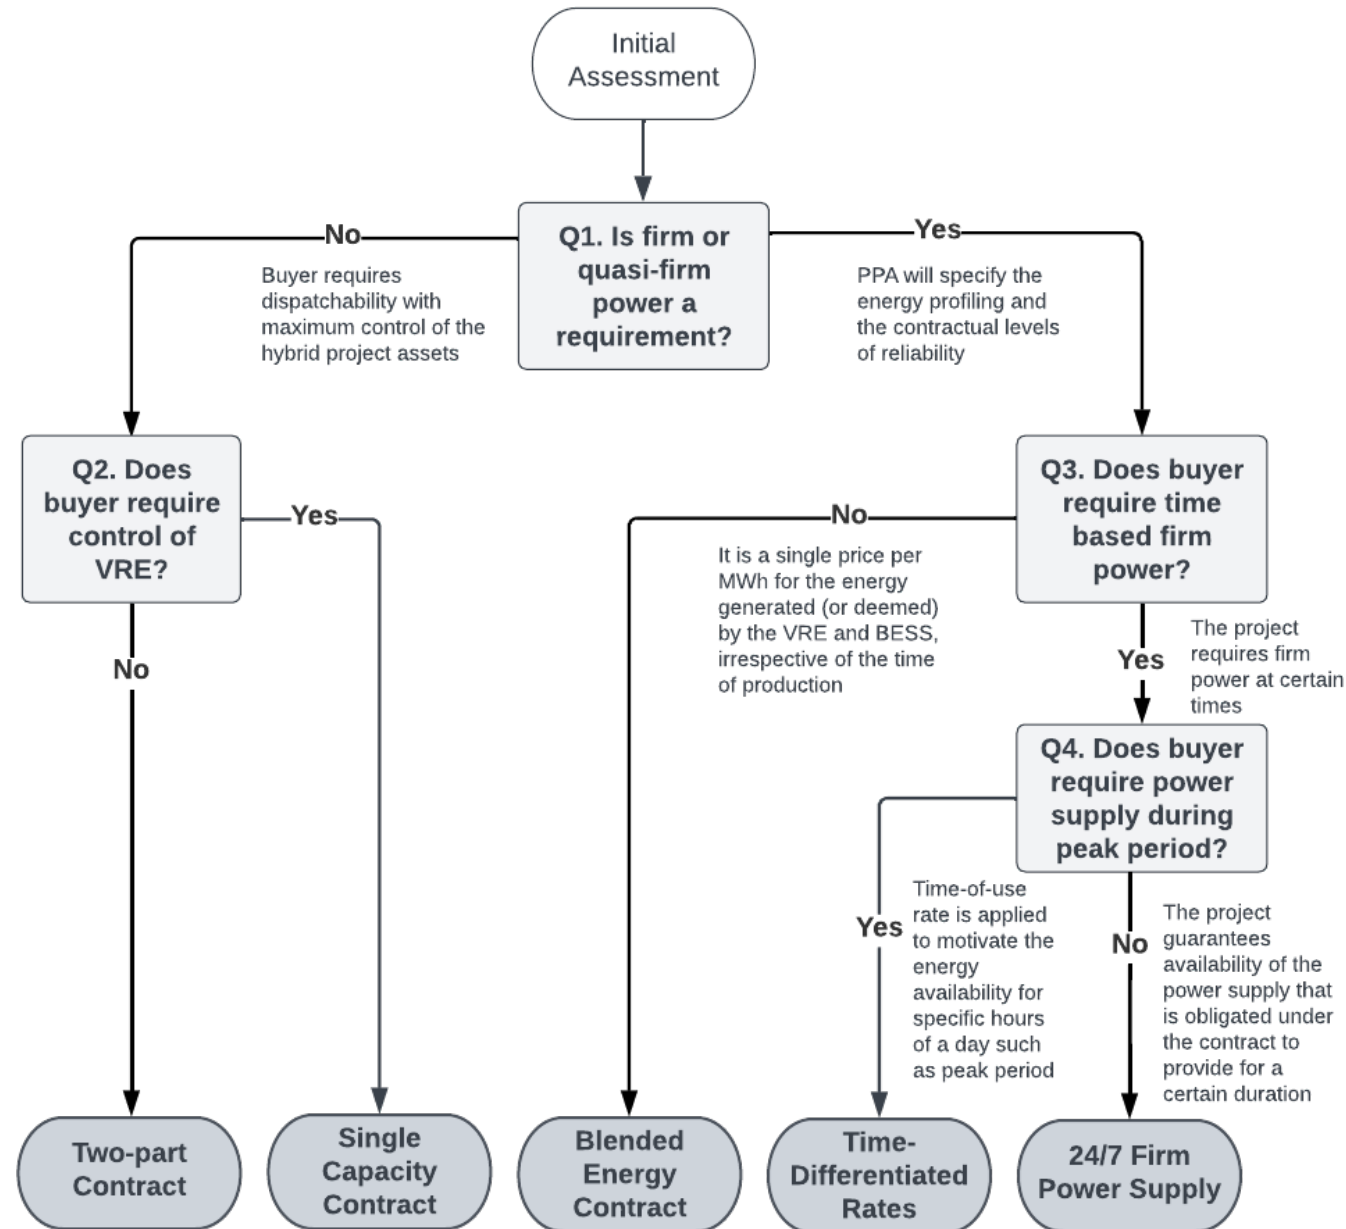 Initial
Assessment
No
Yes
Q1. Is firm or
quasi-firm
power a
requirement?
Buyer requires
dispatchability with
maximum control of the
hybrid project assets
PPA will specify the
energy profiling and
the contractual levels
of reliability
Q2. Does
buyer require
control of
VRE?
Yes
No
Q3. Does buyer
require time
based firm
power?
No
It is a single price per
MWh for the energy
generated (or deemed)
by the VRE and BESS,
irrespective of the time
of production
Yes
The project
requires firm
power at certain
times
Q4. Does buyer
require power
supply during
peak period?
Yes
Time-of-use
rate is applied
to motivate the
energy
availability for
specific hours
of a day such
as peak period
No
The project
guarantees
availability of the
power supply that
is obligated under
the contract to
provide for a
certain duration
Two-part
Contract
Single
Capacity
Contract
Blended
Energy
Contract
Time-
Differentiated
Rates
24/7 Firm
Power Supply